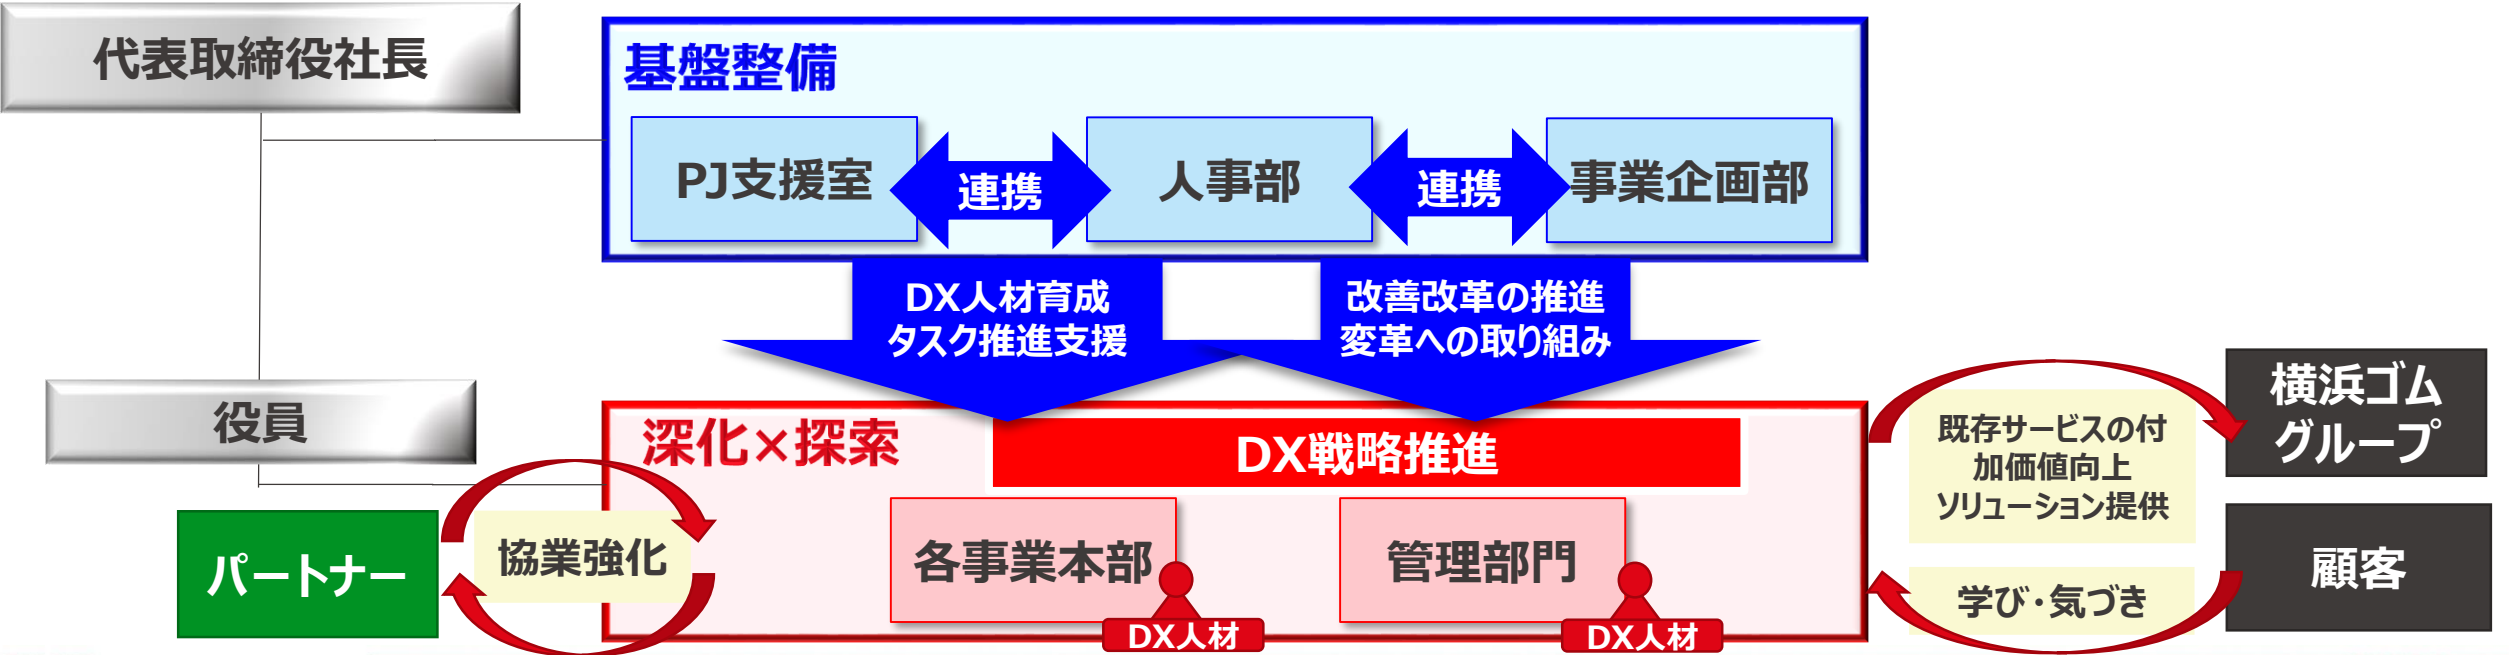 代表取締役社長
基盤整備
PJ支援室
連携
人事部
連携
事業企画部
DX人材育成
タスク推進支援
改善改革の推進
変革への取り組み
役員
深化×探索
DX戦略推進
各事業本部
DX人材
管理部門
DX人材
パートナー
協業強化
既存サービスの付
加価値向上
ソリューション提供
学び・気づき
横浜ゴム
グループ
顧客